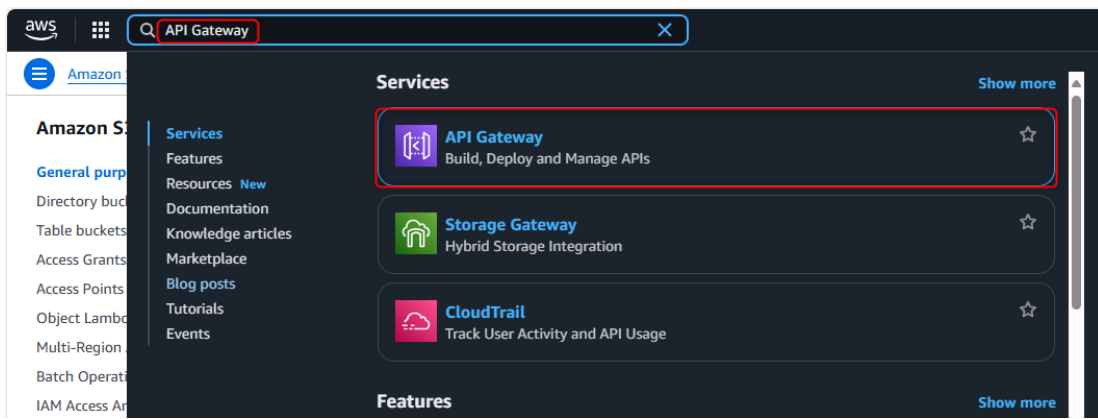 aws
API Gateway
Amazon
Amazon S
General purp
Directory buc
Table buckets
Access Grants
Access Points
Object Lambd
Multi-Region
Batch Operati
IAM Access An
Services
Features
Resources New
Documentation
Knowledge articles
Marketplace
Blog posts
Tutorials
Events
Services
Show more
API Gateway
Build, Deploy and Manage APIs
Storage Gateway
Hybrid Storage Integration
CloudTrail
Track User Activity and API Usage
Features
Show more